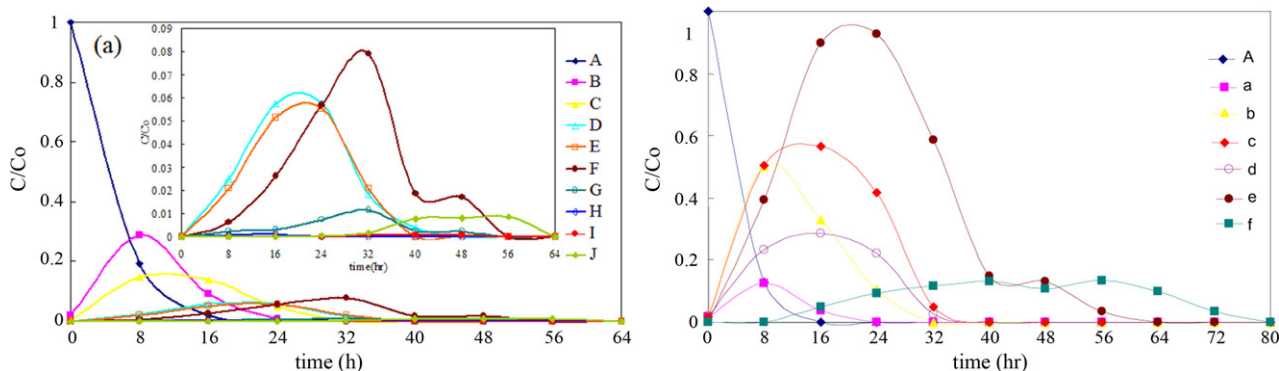 (a)
C/Co
1
0.8
0.6
0.4
0.2
0
0 8 16 24 32 40 48 56 64
time (h)
C/Co
0.09
0.08
0.07
0.06
0.05
0.04
0.03
0.02
0.01
0
0 8 16 24 32 40 48 56 64
time(hr)
A
B
C
D
E
F
G
H
I
J
C/Co
1
0.8
0.6
0.4
0.2
0
0 8 16 24 32 40 48 56 64 72 80
time (hr)
A
a
b
c
d
e
f